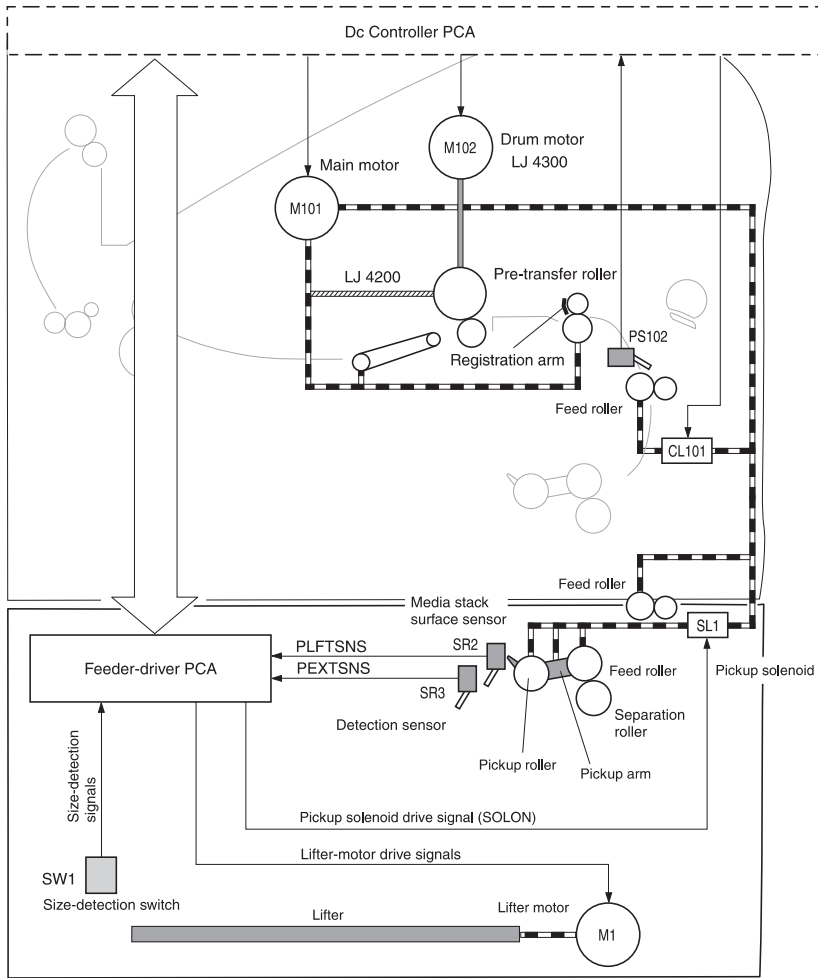 Dc Controller PCA
M102
Drum motor
LJ 4300
Main motor
M101
LJ 4200
Pre-transfer roller
PS102
Registration arm
Feed roller
CL101
Feed roller
Media stack
surface sensor
SL1
PLFTSNS
SR2
Feeder-driver PCA
PEXTSNS
Feed roller
Pickup solenoid
SR3
Separation
roller
Detection sensor
Pickup roller
Pickup arm
Size-detection
signals
Pickup solenoid drive signal (SOLON)
Lifter-motor drive signals
SW1
Size-detection switch
Lifter
Lifter motor
M1